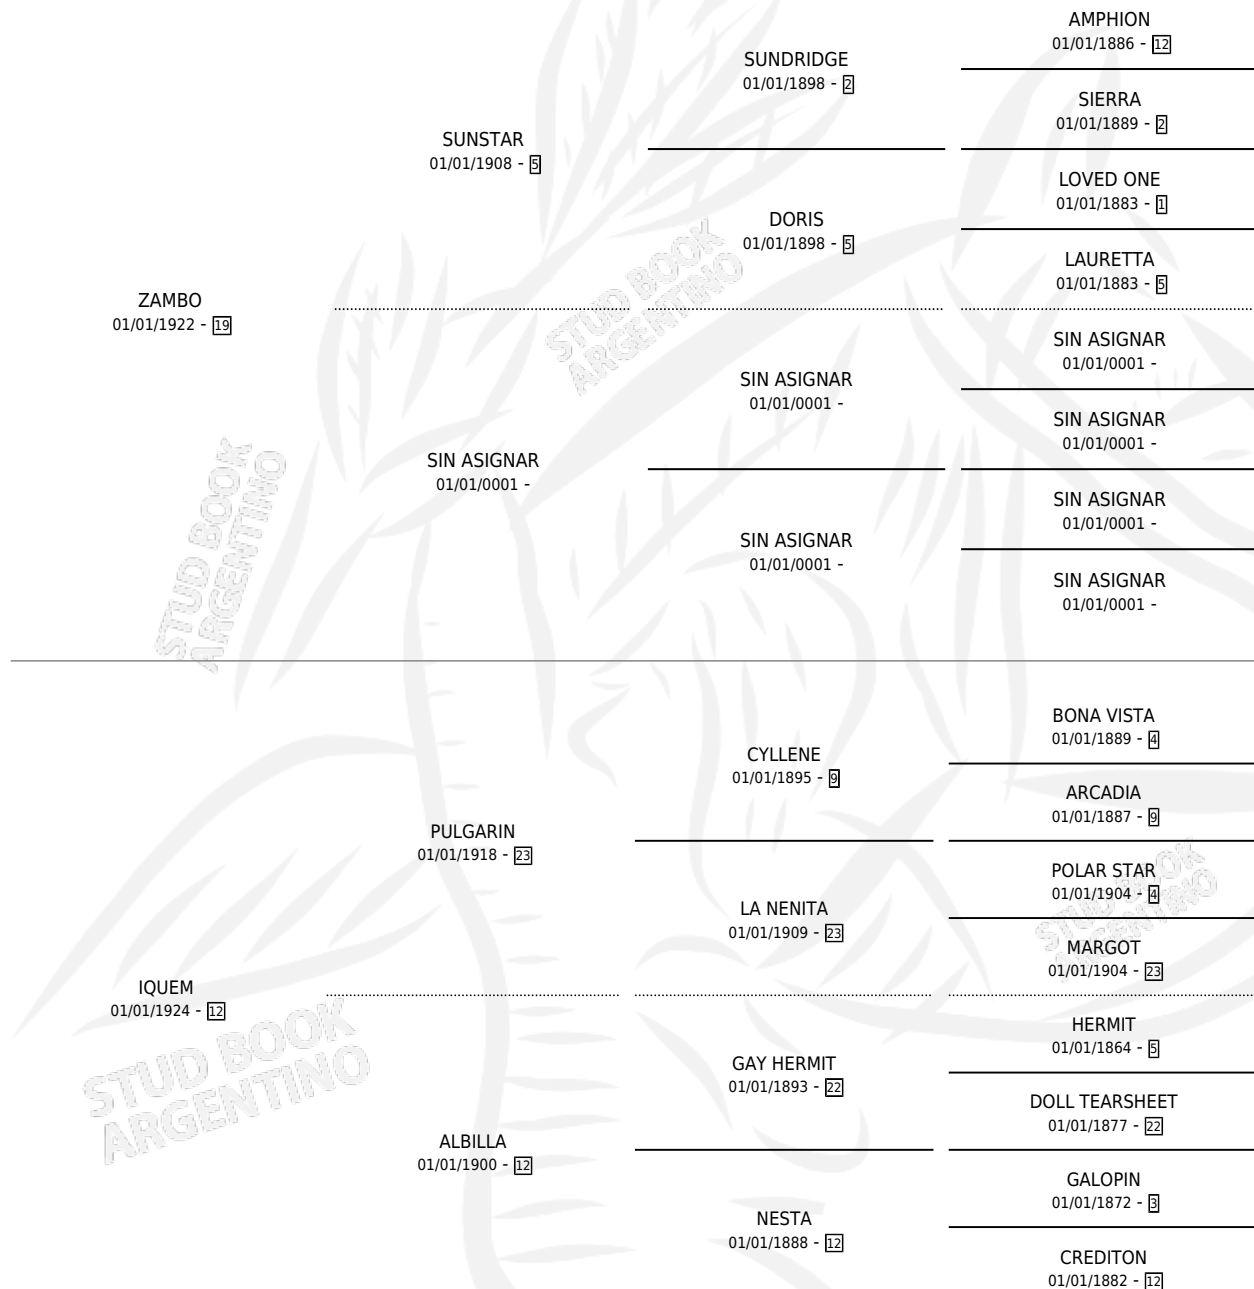 AMPHION
01/01/1886 - 12
SUNDRIDGE
01/01/1898 - 2
SIERRA
01/01/1889 - 2
SUNSTAR
01/01/1908 - 5
LOVED ONE
01/01/1883 - 1
DORIS
01/01/1898 - 5
LAURETTA
01/01/1883 - 5
ZAMBO
01/01/1922 - 19
STUD BOOK
ARGENTINO
SIN ASIGNAR
01/01/0001 -
SIN ASIGNAR
01/01/0001 -
SIN ASIGNAR
01/01/0001 -
SIN ASIGNAR
01/01/0001 -
SIN ASIGNAR
01/01/0001 -
SIN ASIGNAR
01/01/0001 -
SIN ASIGNAR
01/01/0001 -
STUD BOOK
ARGENTINO
BONA VISTA
01/01/1889 - 4
CYLLENE
01/01/1895 - 9
ARCADIA
01/01/1887 - 9
PULGARIN
01/01/1918 - 23
POLAR STAR
01/01/1904 - 4
LA NENITA
01/01/1909 - 23
STUD BOOK
ARGENTINO
MARGOT
01/01/1904 - 23
IQUEM
01/01/1924 - 12
HERMIT
01/01/1864 - 5
GAY HERMIT
01/01/1893 - 22
STUD BOOK
ARGENTINO
DOLL TEARSHEET
01/01/1877 - 22
ALBILLA
01/01/1900 - 12
GALOPIN
01/01/1872 - 3
NESTA
01/01/1888 - 12
CREDITON
01/01/1882 - 12